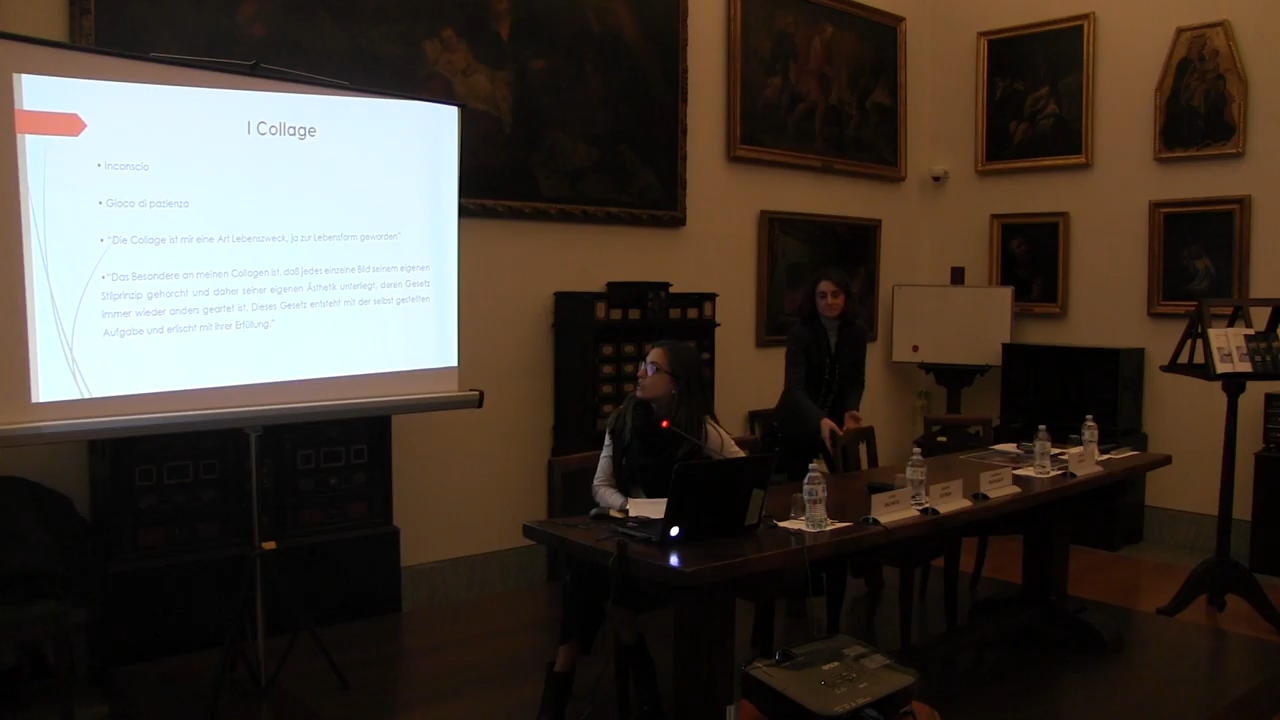 I Collage
• Inconscio
• Gioco di pazienza
• "Die Collage ist mir eine Art Lebenszweck, ja zur Lebensform geworden"
• "Das Besondere an meinen Collagen ist, daß jedes einzelne Bild seinem eigenen
Stilprinzip gehorcht und daher seiner eigenen Ästhetik unterliegt, deren Gesetz
immer wieder anders geartet ist. Dieses Gesetz entsteht mit der selbst gestellten
Aufgabe und erlischt mit ihrer Erfüllung."